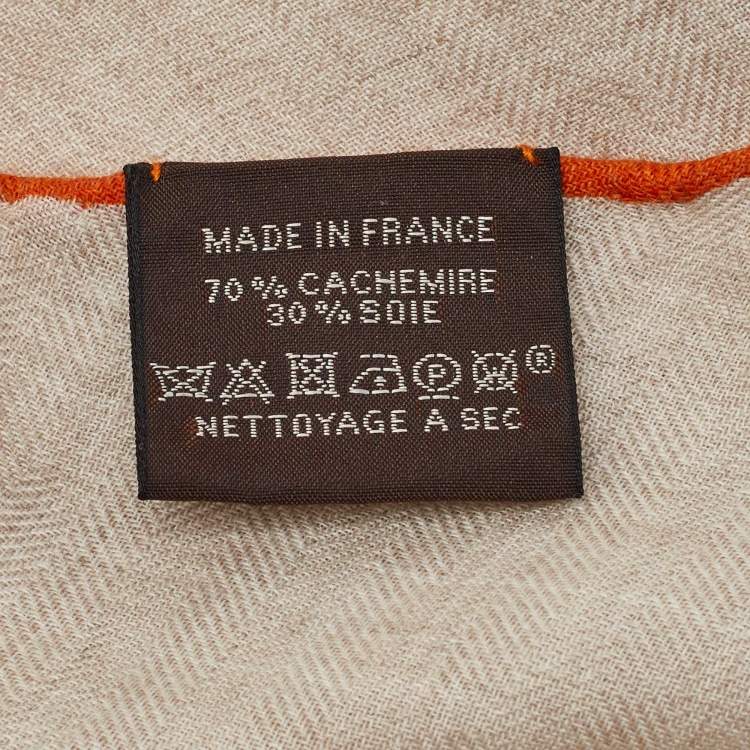 MADE IN FRANCE
70 % CACHEMIRE
30 % SOIE
P W ®
NETTOYAGE A SEC